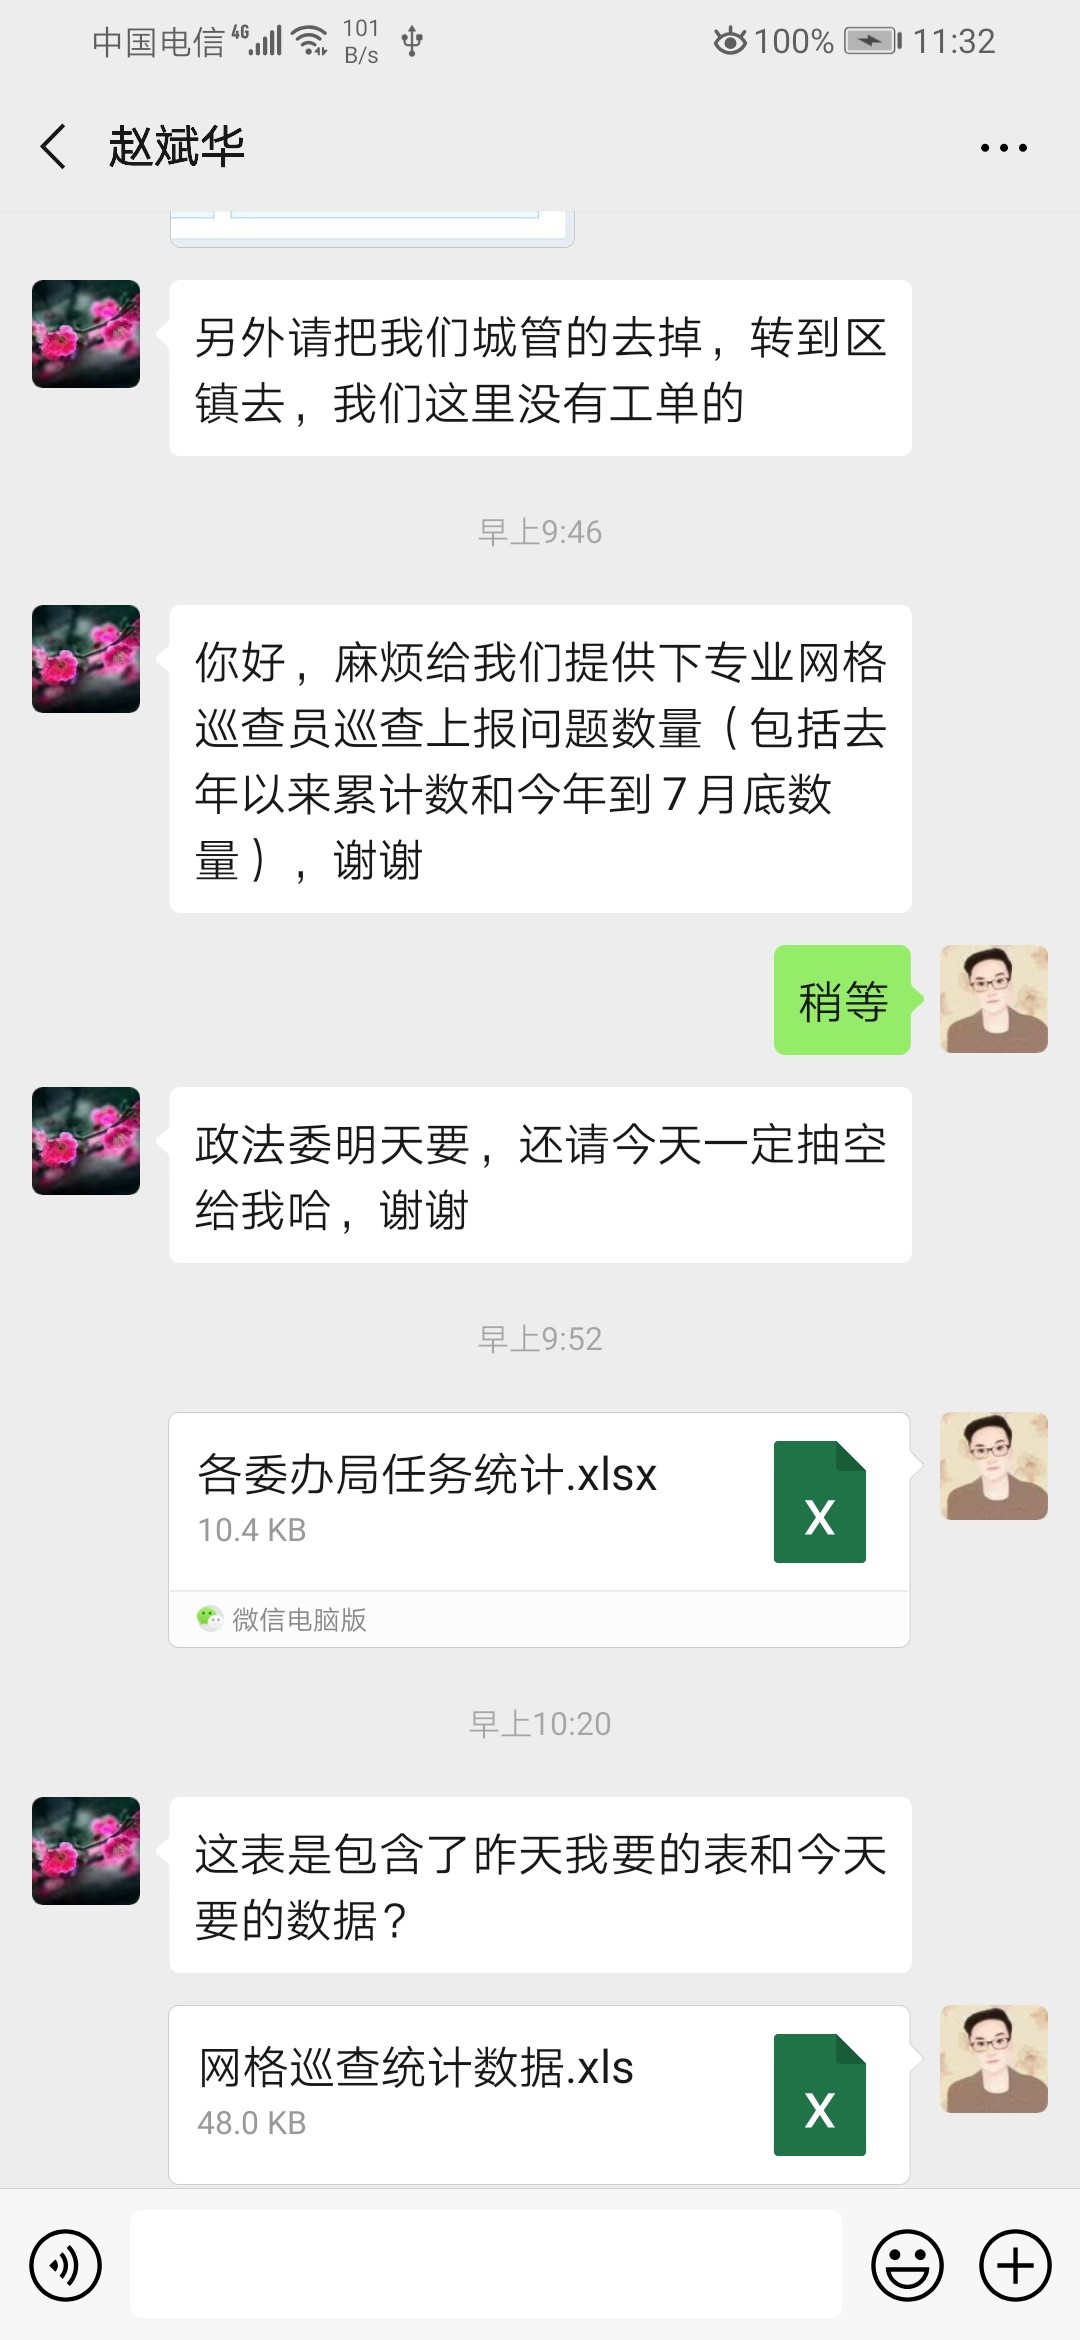 中国电信 4G 101 B/s 100% 11:32
赵斌华
另外请把我们城管的去掉，转到区
镇去，我们这里没有工单的
早上9:46
你好，麻烦给我们提供下专业网格
巡查员巡查上报问题数量（包括去
年以来累计数和今年到7月底数
量），谢谢
稍等
政法委明天要，还请今天一定抽空
给我哈，谢谢
早上9:52
各委办局任务统计.xlsx
10.4 KB
X
微信电脑版
早上10:20
这表是包含了昨天我要的表和今天
要的数据？
网格巡查统计数据.xls
48.0 KB
X